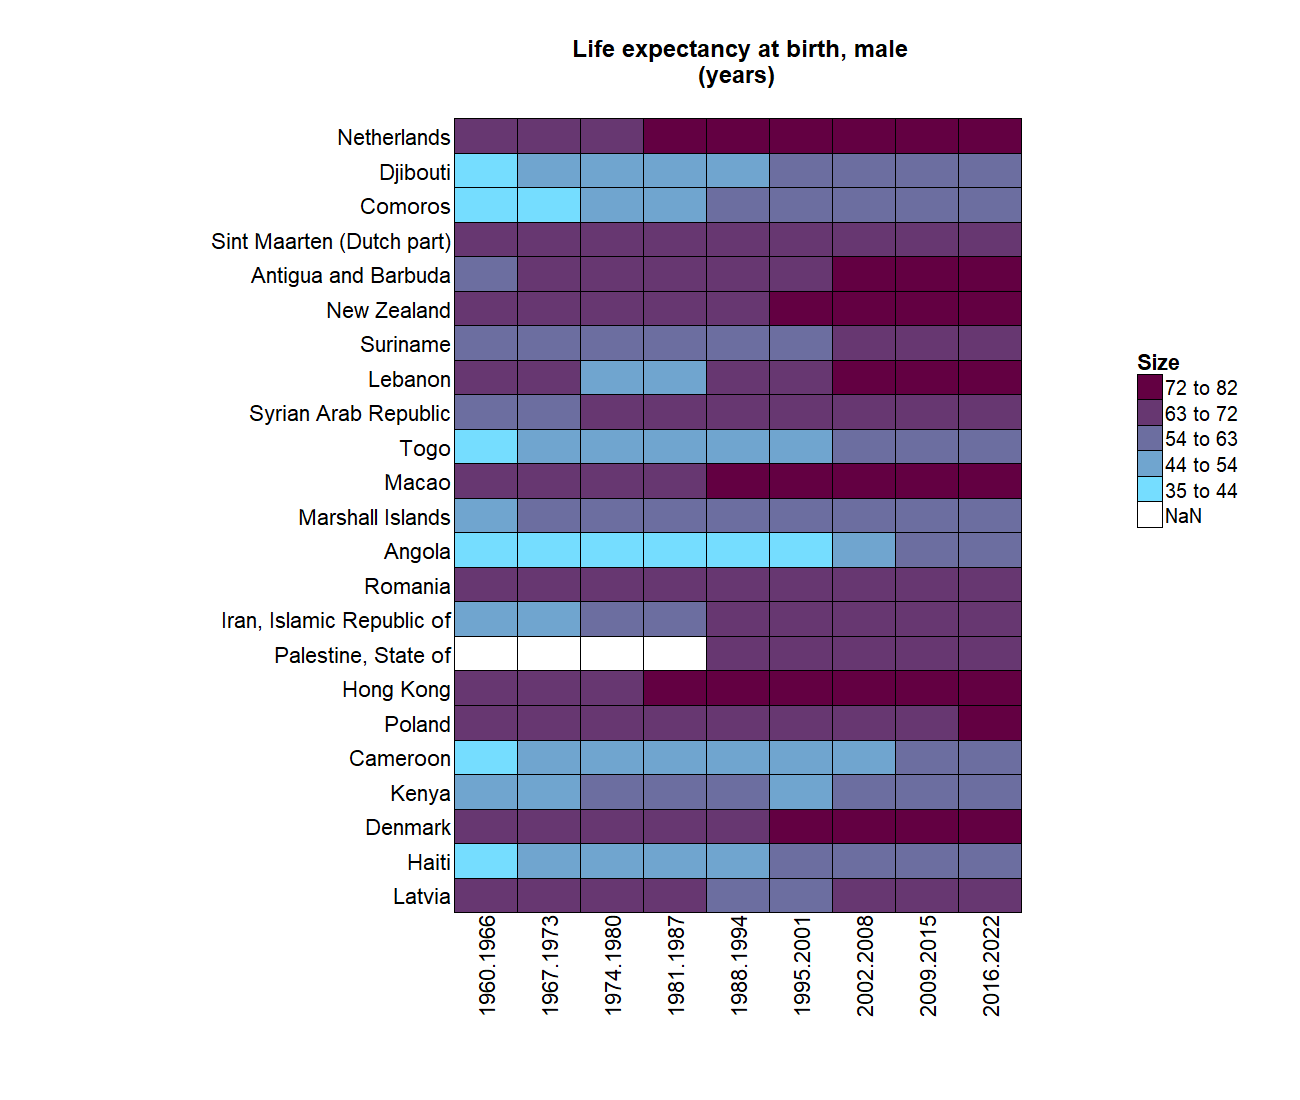 Life expectancy at birth, male
(years)
Netherlands
Djibouti
Comoros
Sint Maarten (Dutch part)
Antigua and Barbuda
New Zealand
Suriname
Lebanon
Syrian Arab Republic
Togo
Macao
Marshall Islands
Angola
Romania
Iran, Islamic Republic of
Palestine, State of
Hong Kong
Poland
Cameroon
Kenya
Denmark
Haiti
Latvia
1960.1966
1967.1973
1974.1980
1981.1987
1988.1994
1995.2001
2002.2008
2009.2015
2016.2022
Size
72 to 82
63 to 72
54 to 63
44 to 54
35 to 44
NaN